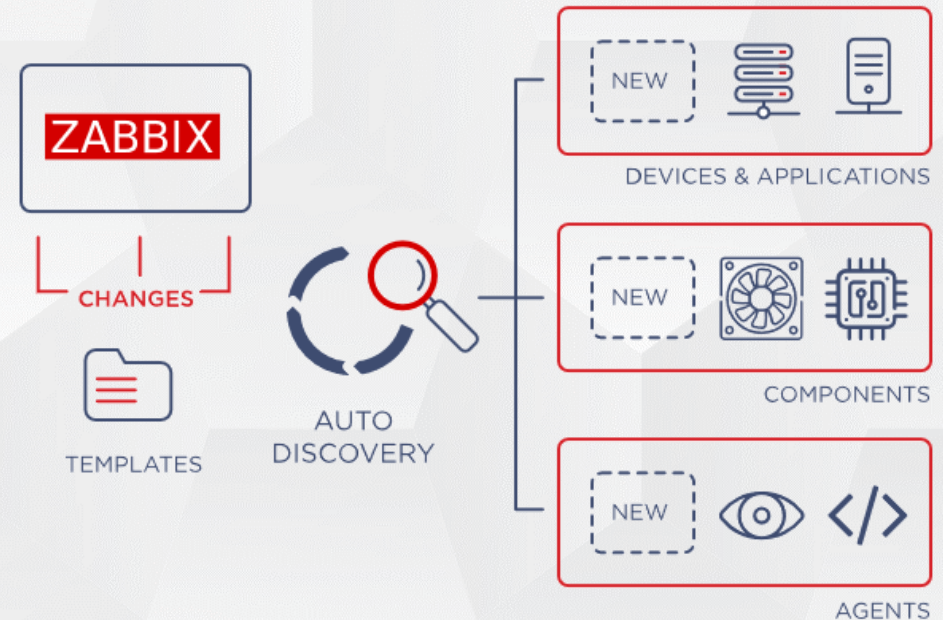 ZABBIX
CHANGES
TEMPLATES
AUTO
DISCOVERY
NEW
DEVICES & APPLICATIONS
NEW
COMPONENTS
NEW
AGENTS